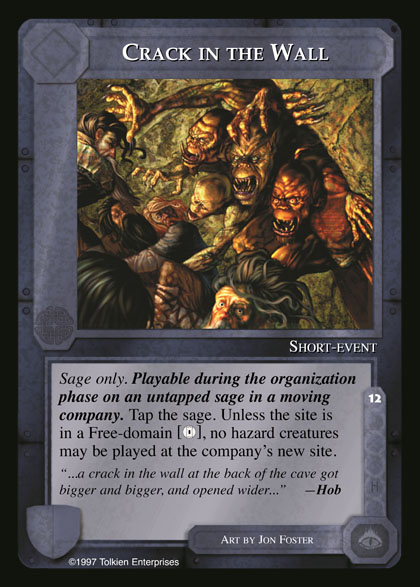 CRACK IN THE WALL
SHORT-EVENT
Sage only. Playable during the organization
phase on an untapped sage in a moving
company. Tap the sage. Unless the site is
in a Free-domain [ ], no hazard creatures
may be played at the company's new site.
“...a crack in the wall at the back of the cave got
bigger and bigger, and opened wider...” —Hob
12
H
ART BY JON FOSTER
©1997 Tolkien Enterprises